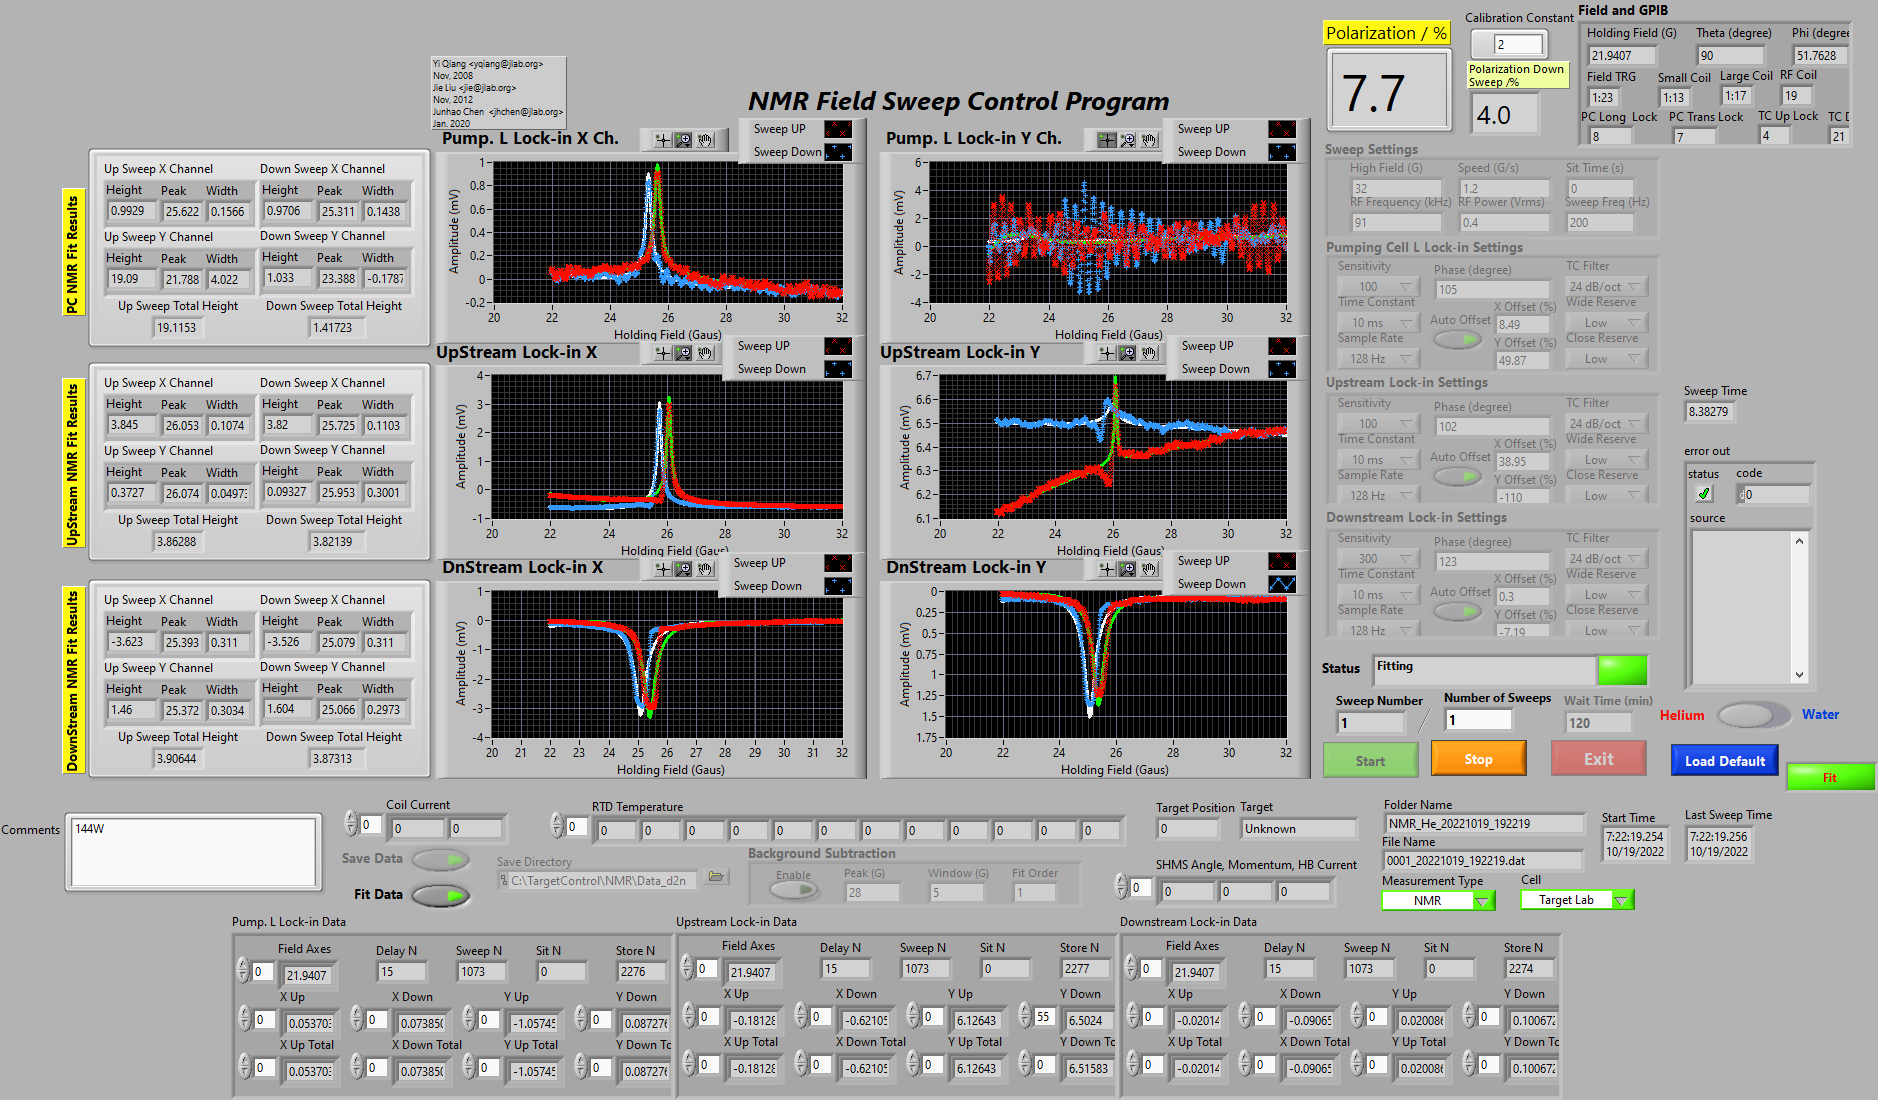 Yi Qiang <yqiang@jlab.org>
Nov, 2008
Jie Liu <jie@jlab.org>
Nov, 2012
Junhao Chen <jhchen@jlab.org>
Jan. 2020
NMR Field Sweep Control Program
Polarization / %
7.7
Calibration Constant
2
Polarization Down
Sweep /%
4.0
Field and GPIB
Holding Field (G) Theta (degree) Phi (degree
21.9407 90 51.7628
Field TRG Small Coil Large Coil RF Coil
1:23 1:13 1:17 19
PC Long Lock PC Trans Lock TC Up Lock TC D
8 7 4 21
PC NMR Fit Results
Up Sweep X Channel Down Sweep X Channel
Height Peak Width Height Peak Width
0.9929 25.622 0.1566 0.9706 25.311 0.1438
Up Sweep Y Channel Down Sweep Y Channel
Height Peak Width Height Peak Width
19.09 21.788 4.022 1.033 23.388 -0.1787
Up Sweep Total Height Down Sweep Total Height
19.1153 1.41723
Pump. L Lock-in X Ch.
Sweep UP
Sweep Down
Amplitude (mV)
1
0.8
0.6
0.4
0.2
0
-0.2
20 22 24 26 28 30 32
Holding Field (Gaus)
Pump. L Lock-in Y Ch.
Sweep UP
Sweep Down
Amplitude (mV)
6
4
2
0
-2
-4
20 22 24 26 28 30 32
Holding Field (Gaus)
UpStream NMR Fit Results
Up Sweep X Channel Down Sweep X Channel
Height Peak Width Height Peak Width
3.845 26.053 0.1074 3.82 25.725 0.1103
Up Sweep Y Channel Down Sweep Y Channel
Height Peak Width Height Peak Width
0.3727 26.074 0.04973 0.09327 25.953 0.3001
Up Sweep Total Height Down Sweep Total Height
3.86288 3.82139
UpStream Lock-in X
Sweep UP
Sweep Down
Amplitude (mV)
4
3
2
1
0
-1
20 22 24 26 28 30 32
Holding Field (Gaus)
UpStream Lock-in Y
Sweep UP
Sweep Down
Amplitude (mV)
6.7
6.6
6.5
6.4
6.3
6.2
6.1
20 22 24 26 28 30 32
Holding Field (Gaus)
DownStream NMR Fit Results
Up Sweep X Channel Down Sweep X Channel
Height Peak Width Height Peak Width
-3.623 25.393 0.311 -3.526 25.079 0.311
Up Sweep Y Channel Down Sweep Y Channel
Height Peak Width Height Peak Width
1.46 25.372 0.3034 1.604 25.066 0.2973
Up Sweep Total Height Down Sweep Total Height
3.90644 3.87313
DnStream Lock-in X
Sweep UP
Sweep Down
Amplitude (mV)
1
0
-1
-2
-3
-4
20 21 22 23 24 25 26 27 28 29 30 32
Holding Field (Gaus)
DnStream Lock-in Y
Sweep UP
Sweep Down
Amplitude (mV)
0
0.25
0.5
0.75
1
1.25
1.5
1.75
20 22 24 26 28 30 32
Holding Field (Gaus)
Sweep Settings
High Field (G) Speed (G/s) Sit Time (s)
32 1.2 0
RF Frequency (kHz) RF Power (Vrms) Sweep Freq (Hz)
91 0.4 200
Pumping Cell L Lock-in Settings
Sensitivity Phase (degree) TC Filter
100 105 24 dB/oct
Time Constant X Offset (%) Wide Reserve
10 ms Auto Offset 8.49 Low
Sample Rate Y Offset (%) Close Reserve
128 Hz 49.87 Low
Upstream Lock-in Settings
Sensitivity Phase (degree) TC Filter
100 102 24 dB/oct
Time Constant X Offset (%) Wide Reserve
10 ms Auto Offset 38.95 Low
Sample Rate Y Offset (%) Close Reserve
128 Hz -110 Low
Downstream Lock-in Settings
Sensitivity Phase (degree) TC Filter
300 123 24 dB/oct
Time Constant X Offset (%) Wide Reserve
10 ms Auto Offset 0.3 Low
Sample Rate Y Offset (%) Close Reserve
128 Hz -7.19 Low
Sweep Time
8.38279
error out
status code
0
source
Status Fitting
Sweep Number Number of Sweeps Wait Time (min)
1 / 1 120
Helium Water
Start Stop Exit Load Default Fit
Comments 144W
Coil Current
0 0 0
Save Data
Fit Data
RTD Temperature
0 0 0 0 0 0 0 0 0 0 0 0 0
Save Directory
C:\TargetControl\NMR\Data_d2n
Background Subtraction
Enable Peak (G) Window (G) Fit Order
28 5 1
Target Position Target
0 Unknown
SHMS Angle, Momentum, HB Current
0 0 0 0
Folder Name
NMR_He_20221019_192219
File Name
0001_20221019_192219.dat
Measurement Type Cell
NMR Target Lab
Start Time
7:22:19.254
10/19/2022
Last Sweep Time
7:22:19.256
10/19/2022
Pump. L Lock-in Data
Field Axes Delay N Sweep N Sit N Store N
0 21.9407 15 1073 0 2276
X Up X Down Y Up Y Down
0 0.053703 0 0.073850 0 -1.05745 0 0.087276
X Up Total X Down Total Y Up Total Y Down To
0 0.053703 0 0.073850 0 -1.05745 0 0.087276
Upstream Lock-in Data
Field Axes Delay N Sweep N Sit N Store N
0 21.9407 15 1073 0 2277
X Up X Down Y Up Y Down
0 -0.18128 0 -0.62105 0 6.12643 55 6.5024
X Up Total X Down Total Y Up Total Y Down To
0 -0.18128 0 -0.62105 0 6.12643 0 6.51583
Downstream Lock-in Data
Field Axes Delay N Sweep N Sit N Store N
0 21.9407 15 1073 0 2274
X Up X Down Y Up Y Down
0 -0.02014 0 -0.09065 0 0.020086 0 0.100672
X Up Total X Down Total Y Up Total Y Down To
0 -0.02014 0 -0.09065 0 0.020086 0 0.100672